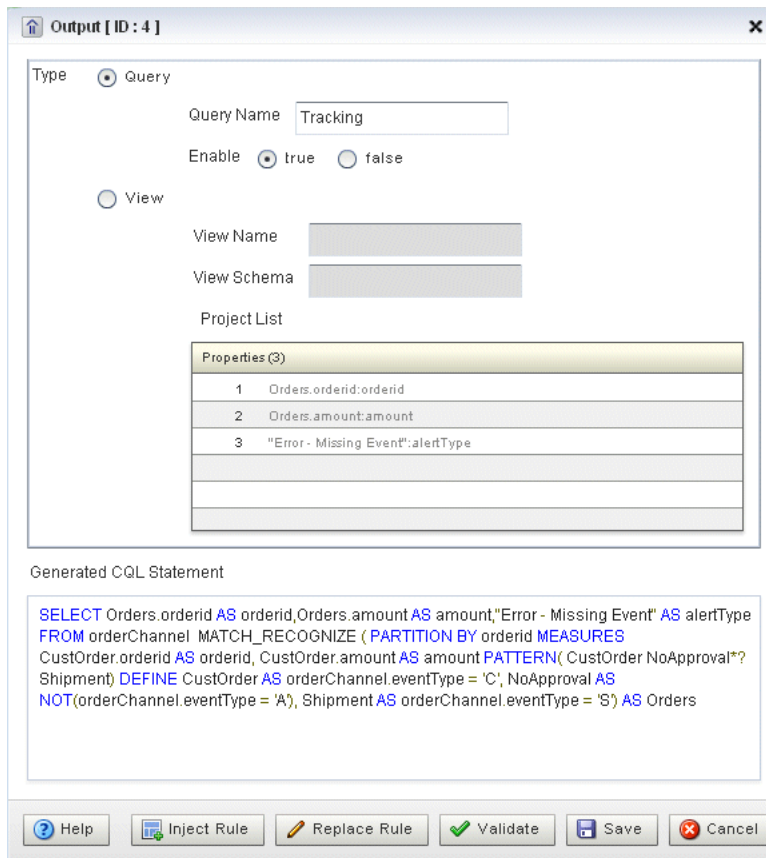 Output [ ID : 4 ]
Type
Query
Query Name
Tracking
Enable
true
false
View
View Name
View Schema
Project List
Properties (3)
1 Orders.orderid:orderid
2 Orders.amount:amount
3 "Error - Missing Event":alertType
Generated CQL Statement
SELECT Orders.orderid AS orderid,Orders.amount AS amount,"Error - Missing Event" AS alertType
FROM orderChannel MATCH_RECOGNIZE ( PARTITION BY orderid MEASURES
CustOrder.orderid AS orderid, CustOrder.amount AS amount PATTERN( CustOrder NoApproval*?
Shipment) DEFINE CustOrder AS orderChannel.eventType = 'C', NoApproval AS
NOT(orderChannel.eventType = 'A'), Shipment AS orderChannel.eventType = 'S') AS Orders
Help
Inject Rule
Replace Rule
Validate
Save
Cancel